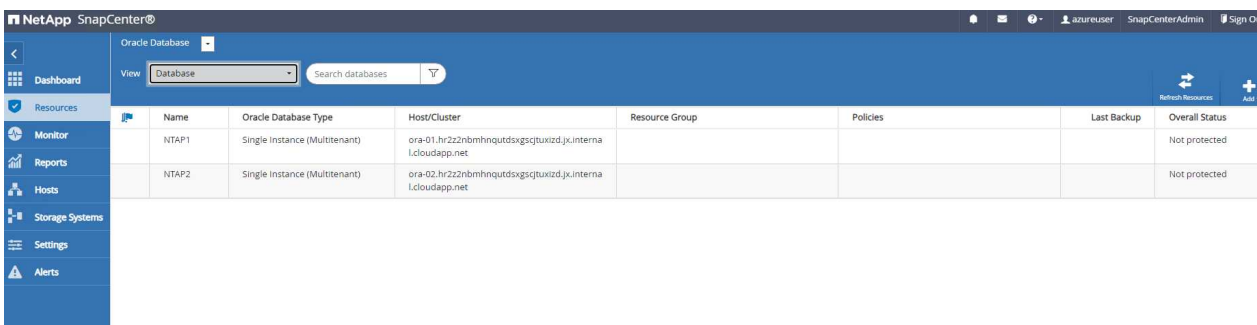 NetApp SnapCenter®
azureuser SnapCenterAdmin Sign O
Oracle Database
View Database Search databases
Refresh Resources Add
Dashboard
Resources
Monitor
Reports
Hosts
Storage Systems
Settings
Alerts
Name Oracle Database Type Host/Cluster Resource Group Policies Last Backup Overall Status
NTAP1 Single Instance (Multitenant) ora-01.hr2z2nbmhnqutdsxgscjtuxizd.jx.interna Not protected
l.cloudapp.net
NTAP2 Single Instance (Multitenant) ora-02.hr2z2nbmhnqutdsxgscjtuxizd.jx.interna Not protected
l.cloudapp.net